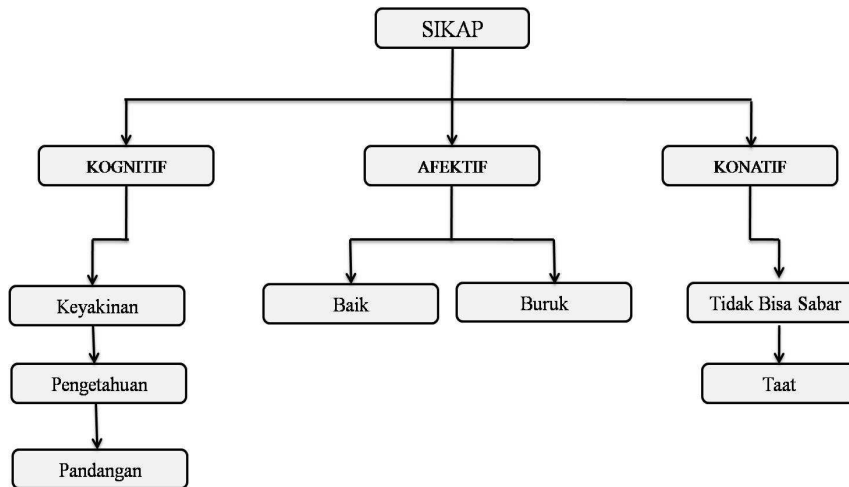 SIKAP
KOGNITIF
AFEKTIF
KONATIF
Keyakinan
Baik
Buruk
Tidak Bisa Sabar
Pengetahuan
Taat
Pandangan